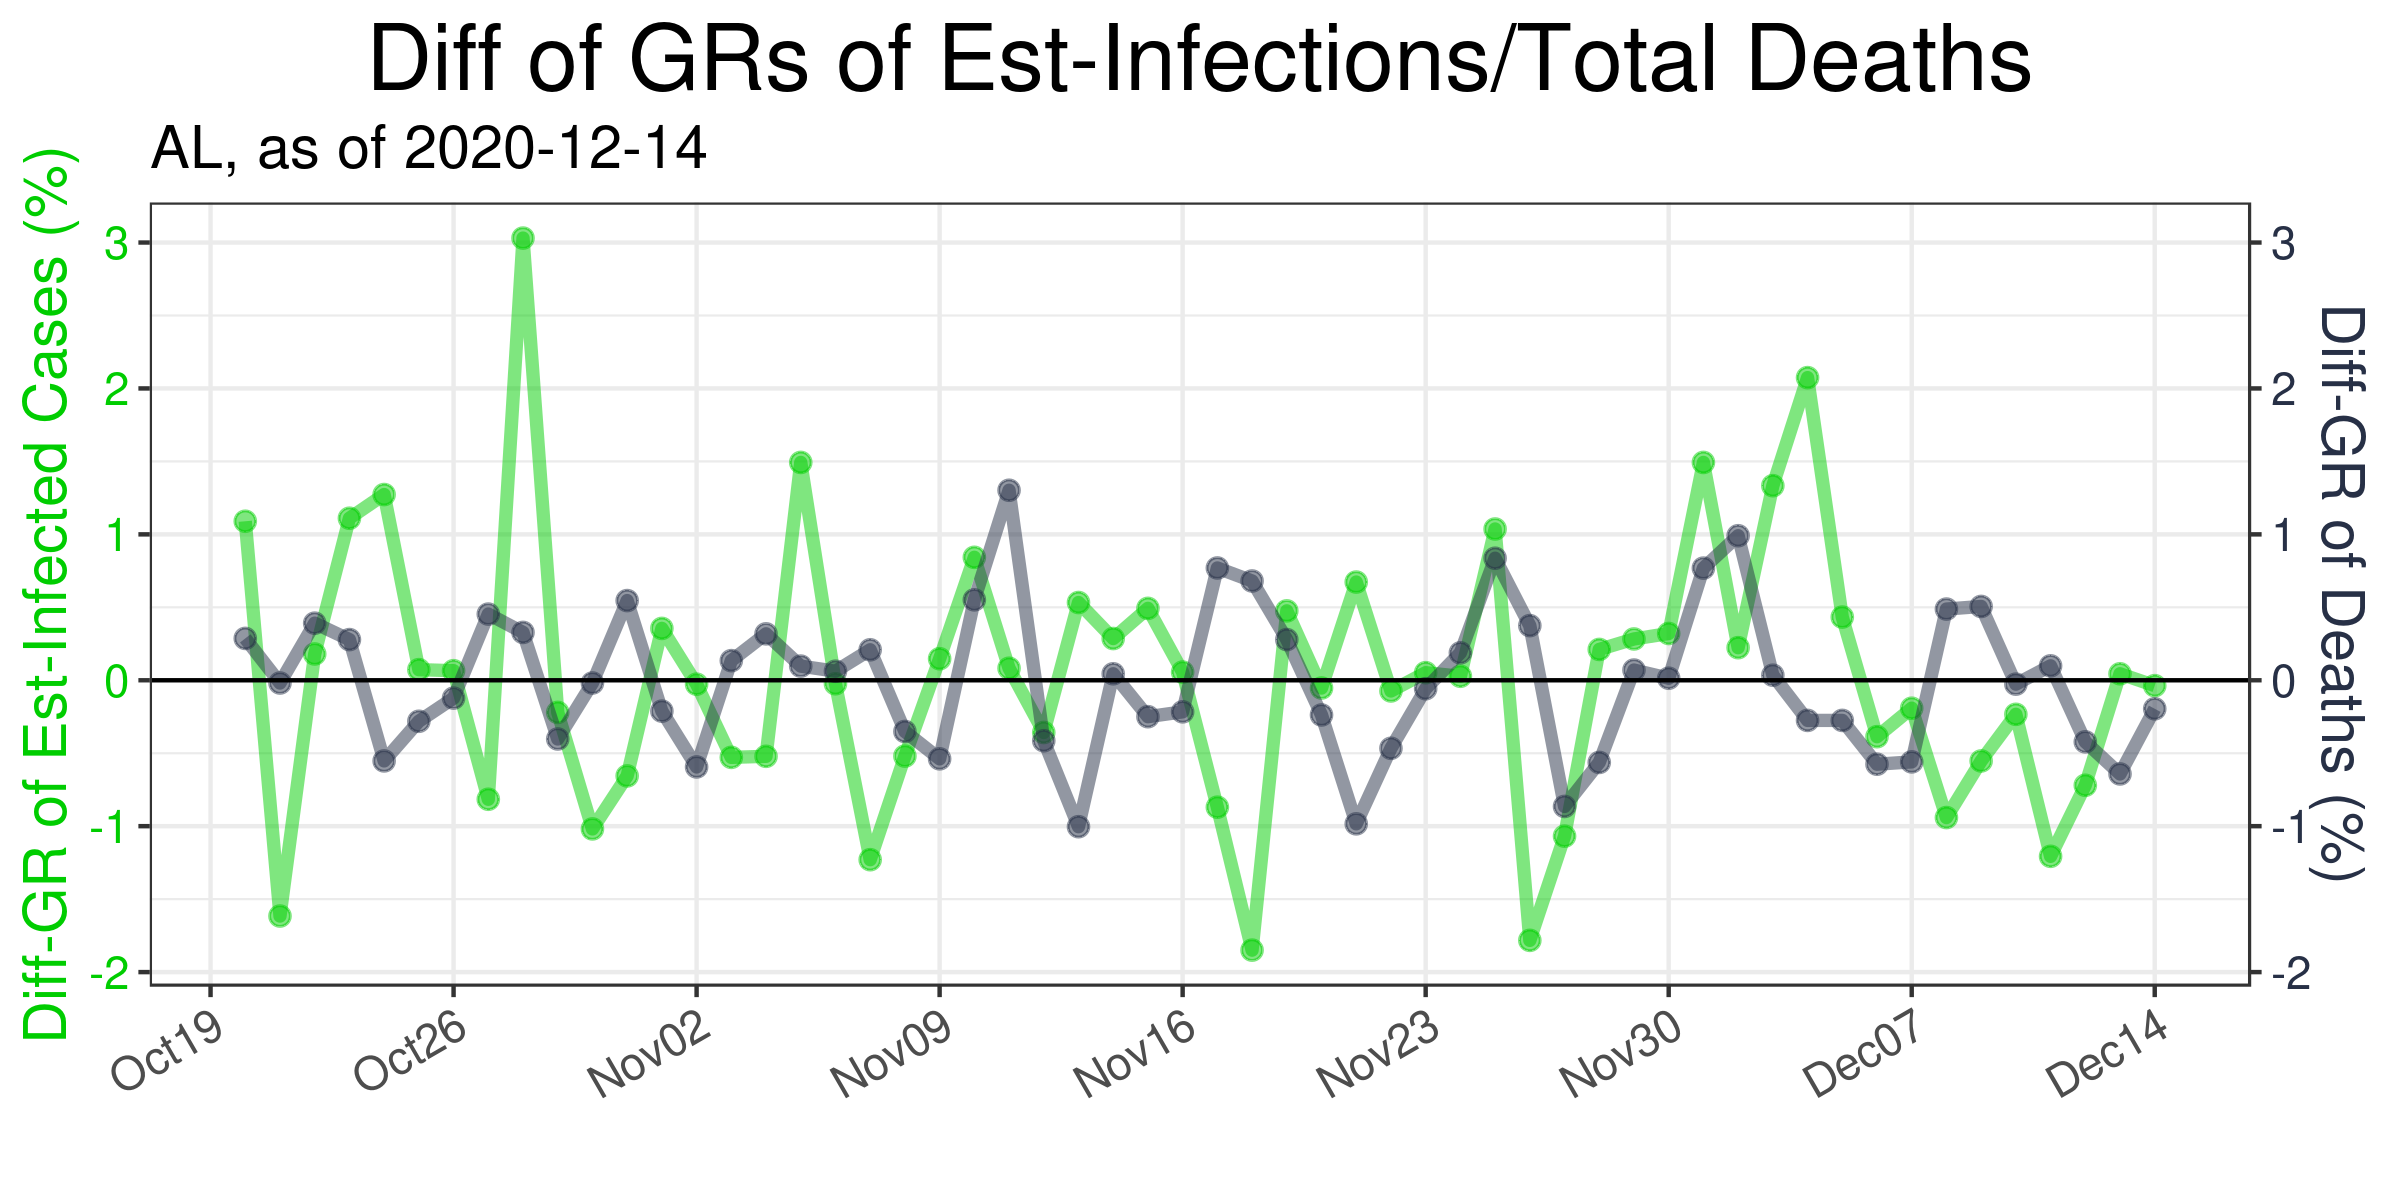 Diff of GRs of Est-Infections/Total Deaths
AL, as of 2020-12-14
Diff-GR of Est-Infected Cases (%)
3
2
1
0
-1
-2
3
2
1
0
-1
-2
Diff-GR of Deaths (%)
Oct19
Oct26
Nov02
Nov09
Nov16
Nov23
Nov30
Dec07
Dec14